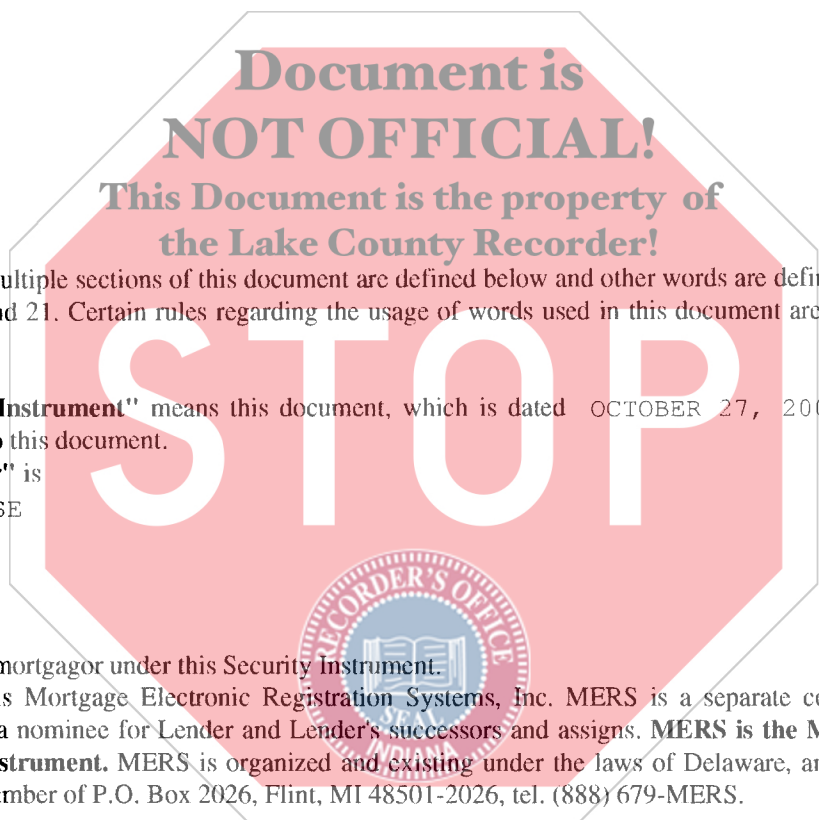 Document is
NOT OFFICIAL!
This Document is the property of
the Lake County Recorder!
ultiple sections of this document are defined below and other words are defin
nd 21. Certain rules regarding the usage of words used in this document are
STOP
Instrument" means this document, which is dated OCTOBER 27, 200
o this document.
r" is
SE
RECORDER'S OFFICE
SEAL
INDIANA
mortgagor under this Security Instrument.
is Mortgage Electronic Registration Systems, Inc. MERS is a separate co
a nominee for Lender and Lender's successors and assigns. MERS is the M
strument. MERS is organized and existing under the laws of Delaware, an
mber of P.O. Box 2026, Flint, MI 48501-2026, tel. (888) 679-MERS.